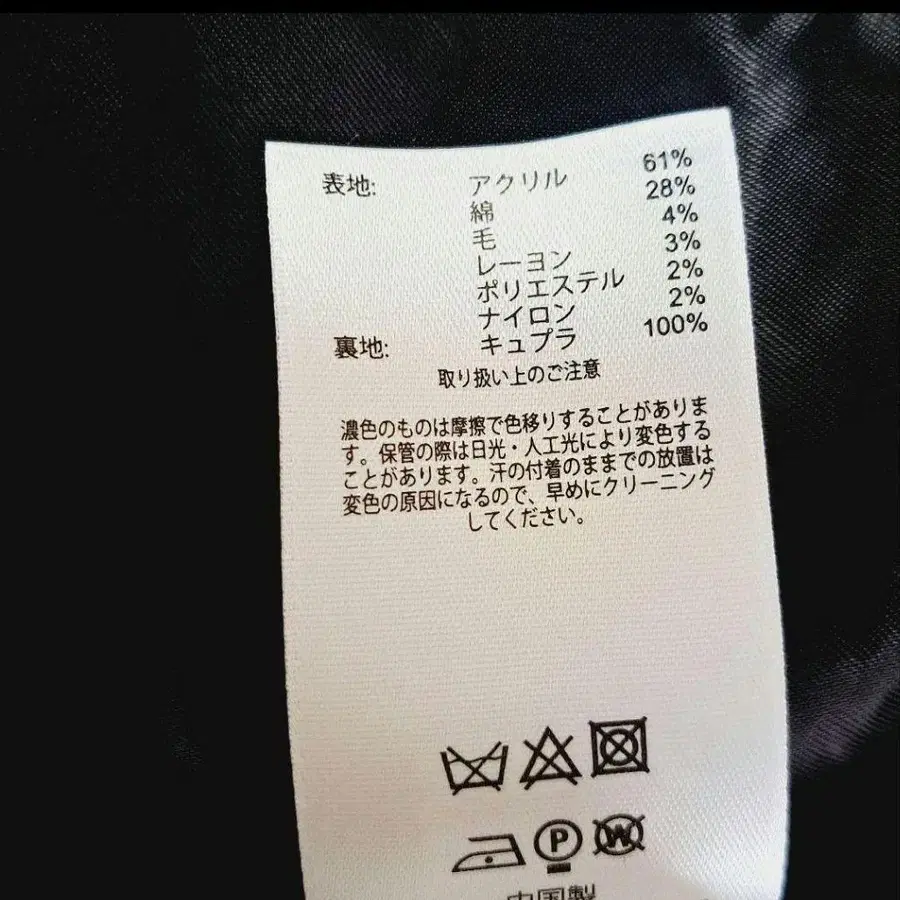 表地: アクリル 61%
綿 28%
毛 4%
レーヨン 3%
ポリエステル 2%
ナイロン 2%
裏地: キュプラ 100%
取り扱い上のご注意
濃色のものは摩擦で色移りすることがありま
す。保管の際は日光・人工光により変色する
ことがあります。汗の付着のままでの放置は
変色の原因になるので、早めにクリーニング
してください。
P W
中国製